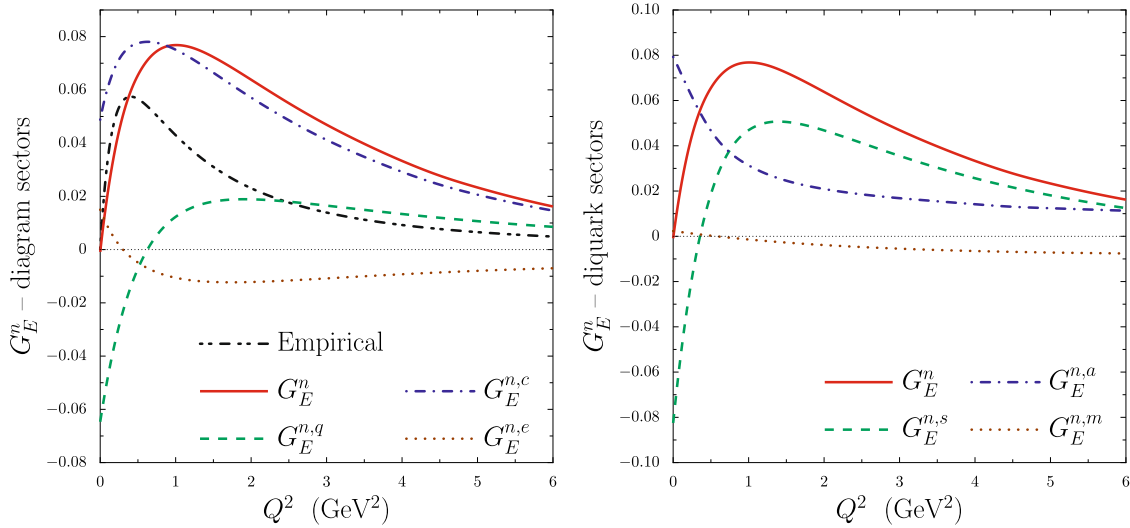 0.08
0.06
0.04
0.02
0
−0.02
−0.04
−0.06
−0.08
G_E^n – diagram sectors
Empirical
G_E^n
G_E^{n,c}
G_E^{n,q}
G_E^{n,e}
0 1 2 3 4 5 6
Q^2 (GeV^2)
0.10
0.08
0.06
0.04
0.02
0
−0.02
−0.04
−0.06
−0.08
−0.10
G_E^n – diquark sectors
G_E^n
G_E^{n,a}
G_E^{n,s}
G_E^{n,m}
0 1 2 3 4 5 6
Q^2 (GeV^2)